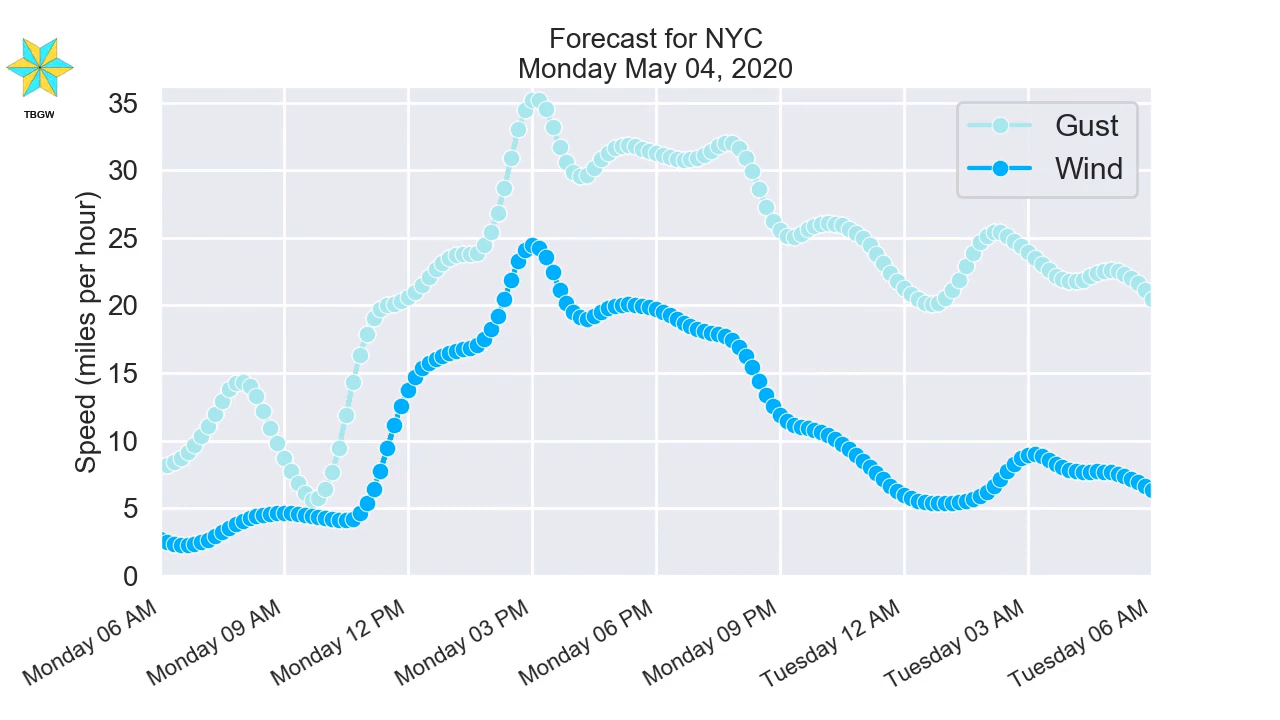 Forecast for NYC
Monday May 04, 2020
TBGW
Gust
Wind
Speed (miles per hour)
35
30
25
20
15
10
5
0
Monday 06 AM
Monday 09 AM
Monday 12 PM
Monday 03 PM
Monday 06 PM
Monday 09 PM
Tuesday 12 AM
Tuesday 03 AM
Tuesday 06 AM